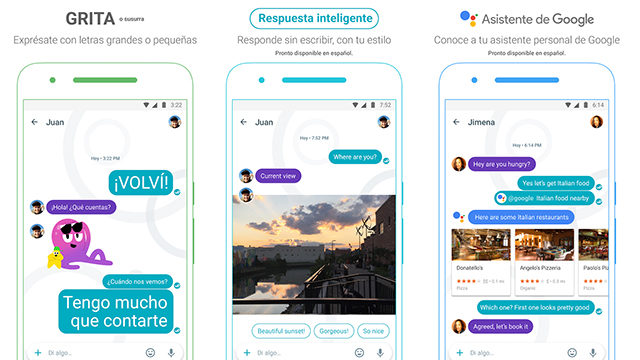 GRITA o susurra
Exprésate con letras grandes o pequeñas
3:22
Juan
Hoy • 3:22 PM
¡VOLVÍ!
¡Hola! ¿Qué cuentas?
¿Cuándo nos vemos?
Tengo mucho
que contarte
Di algo...
Respuesta inteligente
Responde sin escribir, con tu estilo
Pronto disponible en español.
7:52
Juan
Hoy • 7:52 PM
Where are you?
Current view
Beautiful sunset!
Gorgeous!
So nice
Di algo...
Asistente de Google
Conoce a tu asistente personal de Google
Pronto disponible en español.
6:14
Jimena
Hoy • 6:14 PM
Hey are you hungry?
Yes let's get Italian food
@google Italian food nearby
Here are some Italian restaurants
Donatello's
Pizza
Angelo's Pizzeria
Paolo's P
Pizza
Which one? First one looks pretty good
Agreed, let's book it
Di algo...